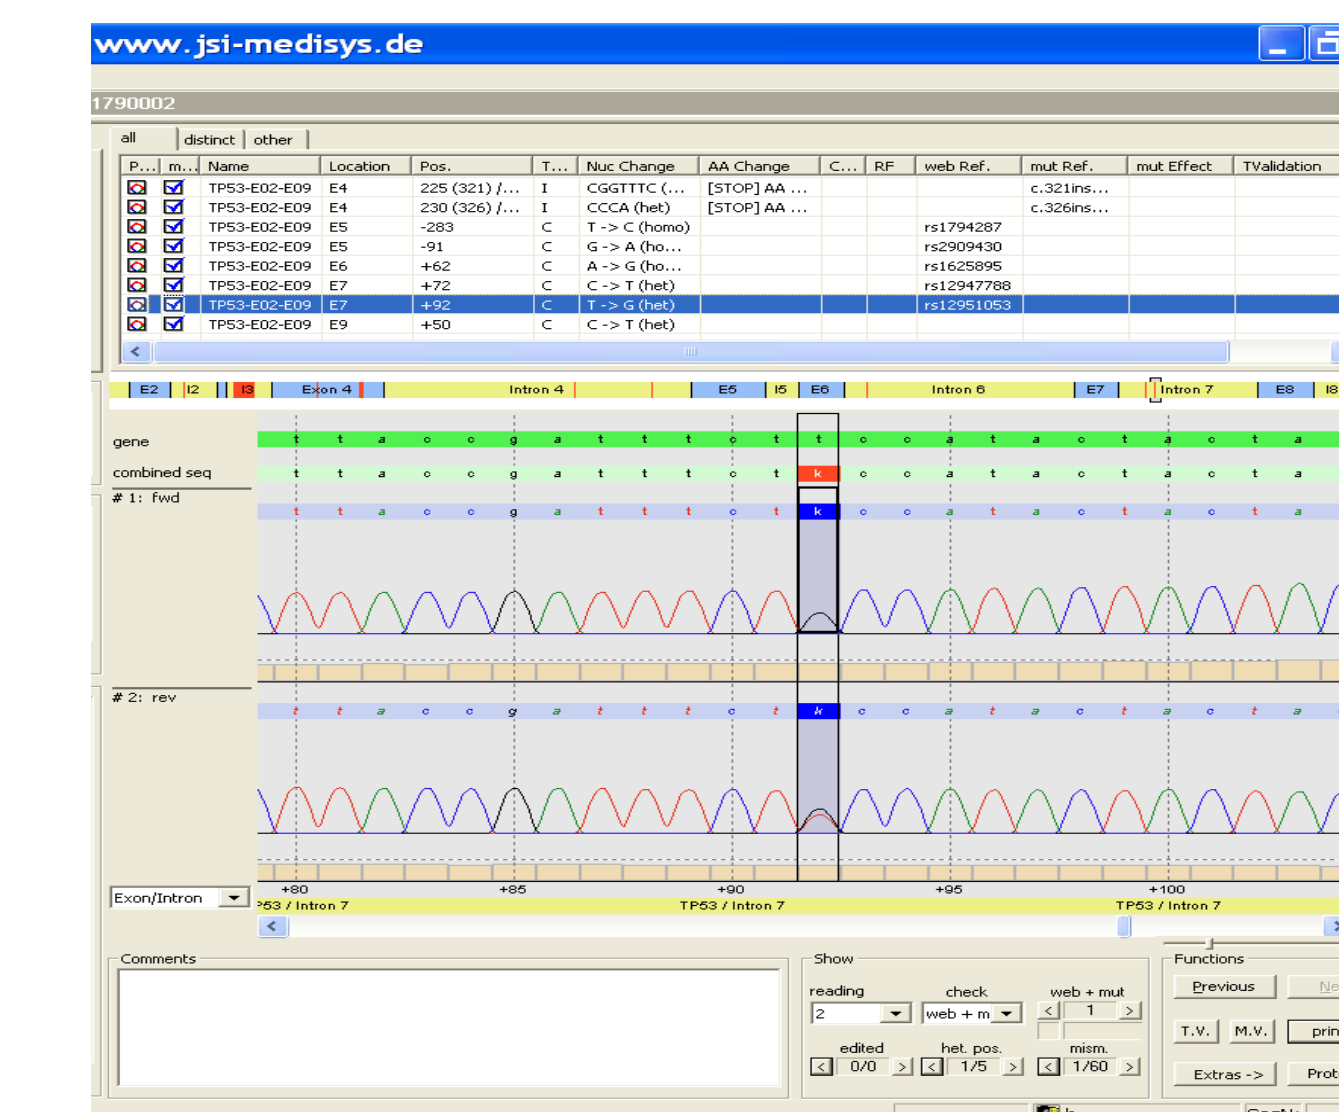 www.jsi-medisys.de
1790002
all distinct other
P... m... Name Location Pos. T... Nuc Change AA Change C... RF web Ref. mut Ref. mut Effect TValidation
TP53-E02-E09 E4 225 (321) /... I CGGTTTC (... [STOP] AA ... c.321ins...
TP53-E02-E09 E4 230 (326) /... I CCCA (het) [STOP] AA ... c.326ins...
TP53-E02-E09 E5 -283 C T -> C (homo) rs1794287
TP53-E02-E09 E5 -91 C G -> A (ho... rs2909430
TP53-E02-E09 E6 +62 C A -> G (ho... rs1625895
TP53-E02-E09 E7 +72 C C -> T (het) rs12947788
TP53-E02-E09 E7 +92 C T -> G (het) rs12951053
TP53-E02-E09 E9 +50 C C -> T (het)
E2 I2 I3 Exon 4 Intron 4 E5 I5 E6 Intron 6 E7 Intron 7 E8 I8
gene t t a c c g a t t t c t t c c a t a c t a c t a
combined seq t t a c c g a t t t c t k c c a t a c t a c t a
# 1: fwd
t t a c c g a t t t c t k c c a t a c t a c t a
# 2: rev
t t a c c g a t t t c t k c c a t a c t a c t a
+80 +85 +90 +95 +100
Exon/Intron
P53 / Intron 7 TP53 / Intron 7 TP53 / Intron 7
Comments Show Functions
reading check web + mut Previous Ne
2 web + m 1
T.V. M.V. prin
edited het. pos. mism.
0/0 1/5 1/60
Extras -> Prot